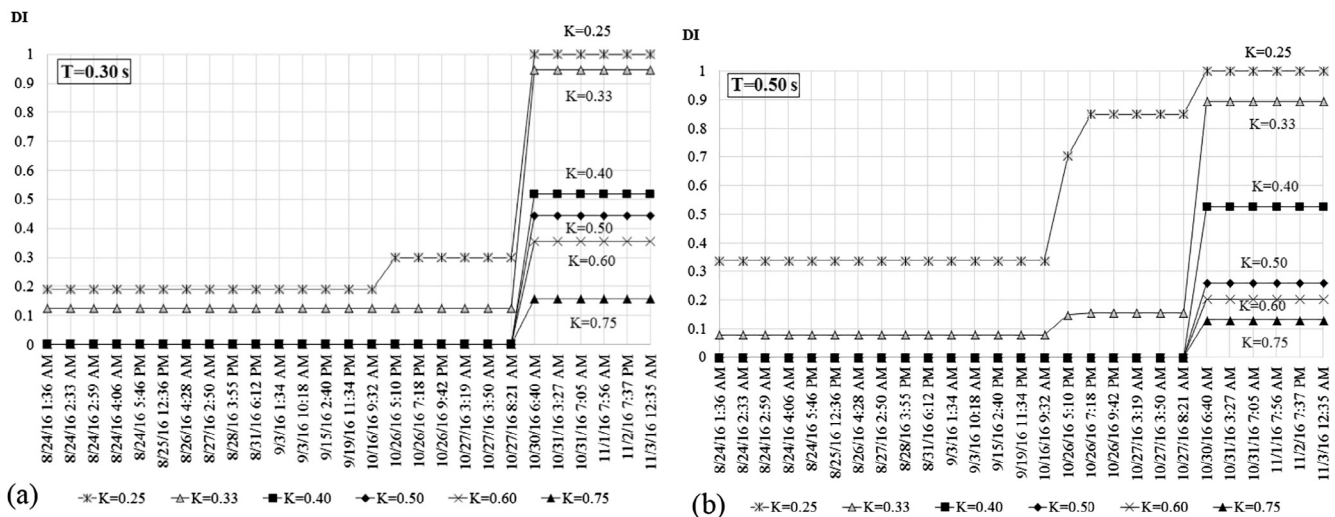 DI
T=0.30 s
1
0.9
0.8
0.7
0.6
0.5
0.4
0.3
0.2
0.1
0
K=0.25
K=0.33
K=0.40
K=0.50
K=0.60
K=0.75
8/24/16 1:36 AM
8/24/16 2:33 AM
8/24/16 2:59 AM
8/24/16 4:06 AM
8/24/16 5:46 PM
8/25/16 12:36 PM
8/26/16 4:28 AM
8/27/16 2:50 AM
8/28/16 3:55 PM
8/31/16 6:12 PM
9/3/16 1:34 AM
9/3/16 10:18 AM
9/15/16 2:40 PM
9/19/16 11:34 PM
10/16/16 9:32 AM
10/26/16 5:10 PM
10/26/16 7:18 PM
10/26/16 9:42 PM
10/27/16 3:19 AM
10/27/16 3:50 AM
10/27/16 8:21 AM
10/30/16 6:40 AM
10/31/16 3:27 AM
10/31/16 7:05 AM
11/1/16 7:56 AM
11/2/16 7:37 PM
11/3/16 12:35 AM
(a)
K=0.25 K=0.33 K=0.40 K=0.50 K=0.60 K=0.75
DI
T=0.50 s
1
0.9
0.8
0.7
0.6
0.5
0.4
0.3
0.2
0.1
0
K=0.25
K=0.33
K=0.40
K=0.50
K=0.60
K=0.75
8/24/16 1:36 AM
8/24/16 2:33 AM
8/24/16 2:59 AM
8/24/16 4:06 AM
8/24/16 5:46 PM
8/25/16 12:36 PM
8/26/16 4:28 AM
8/27/16 2:50 AM
8/28/16 3:55 PM
8/31/16 6:12 PM
9/3/16 1:34 AM
9/3/16 10:18 AM
9/15/16 2:40 PM
9/19/16 11:34 PM
10/16/16 9:32 AM
10/26/16 5:10 PM
10/26/16 7:18 PM
10/26/16 9:42 PM
10/27/16 3:19 AM
10/27/16 3:50 AM
10/27/16 8:21 AM
10/30/16 6:40 AM
10/31/16 3:27 AM
10/31/16 7:05 AM
11/1/16 7:56 AM
11/2/16 7:37 PM
11/3/16 12:35 AM
(b)
K=0.25 K=0.33 K=0.40 K=0.50 K=0.60 K=0.75